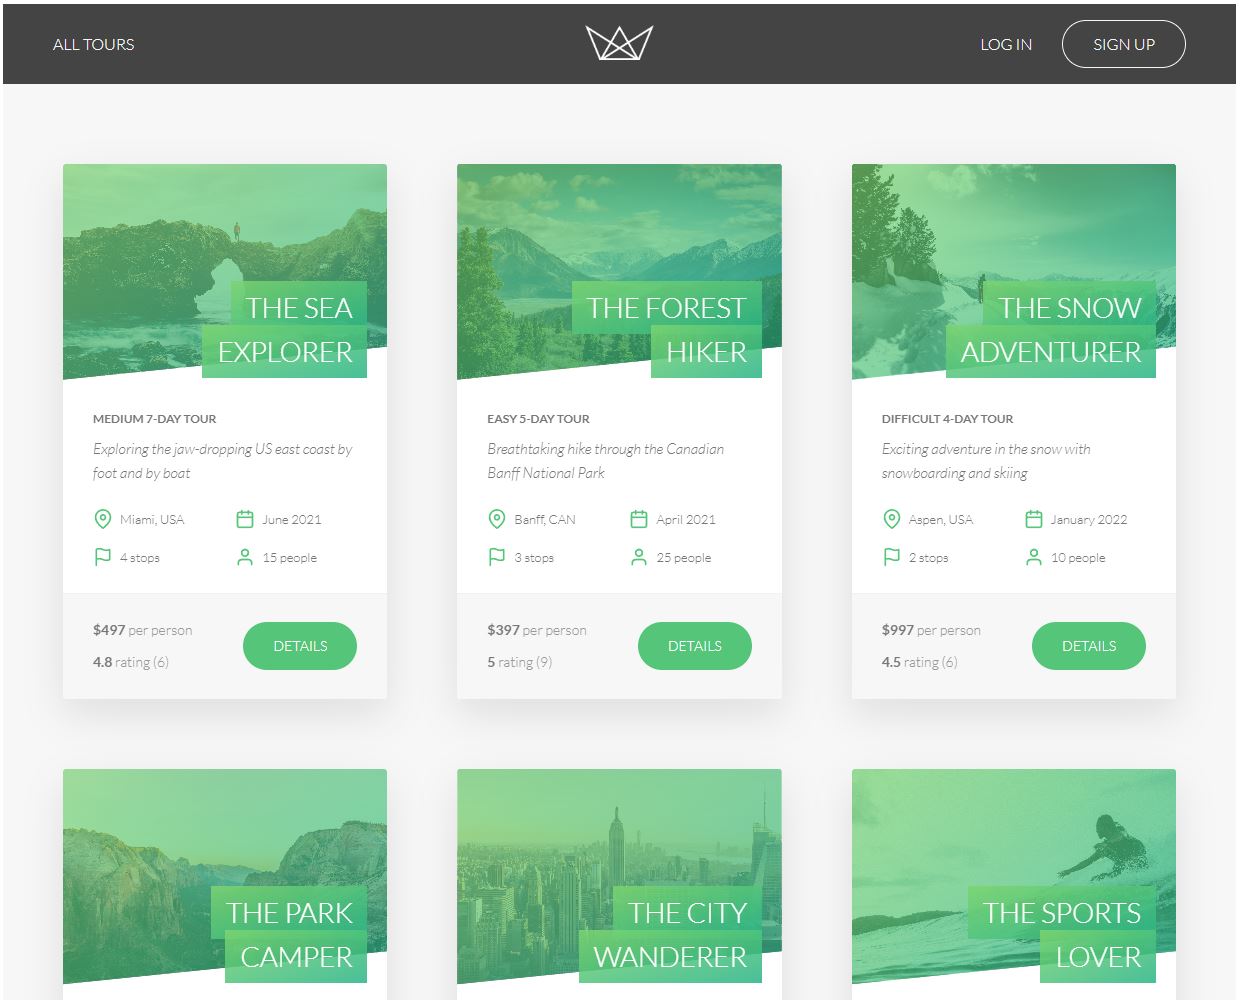 ALL TOURS
LOG IN
SIGN UP
THE SEA
EXPLORER
MEDIUM 7-DAY TOUR
Exploring the jaw-dropping US east coast by
foot and by boat
Miami, USA
June 2021
4 stops
15 people
$497 per person
4.8 rating (6)
DETAILS
THE FOREST
HIKER
EASY 5-DAY TOUR
Breathtaking hike through the Canadian
Banff National Park
Banff, CAN
April 2021
3 stops
25 people
$397 per person
5 rating (9)
DETAILS
THE SNOW
ADVENTURER
DIFFICULT 4-DAY TOUR
Exciting adventure in the snow with
snowboarding and skiing
Aspen, USA
January 2022
2 stops
10 people
$997 per person
4.5 rating (6)
DETAILS
THE PARK
CAMPER
THE CITY
WANDERER
THE SPORTS
LOVER